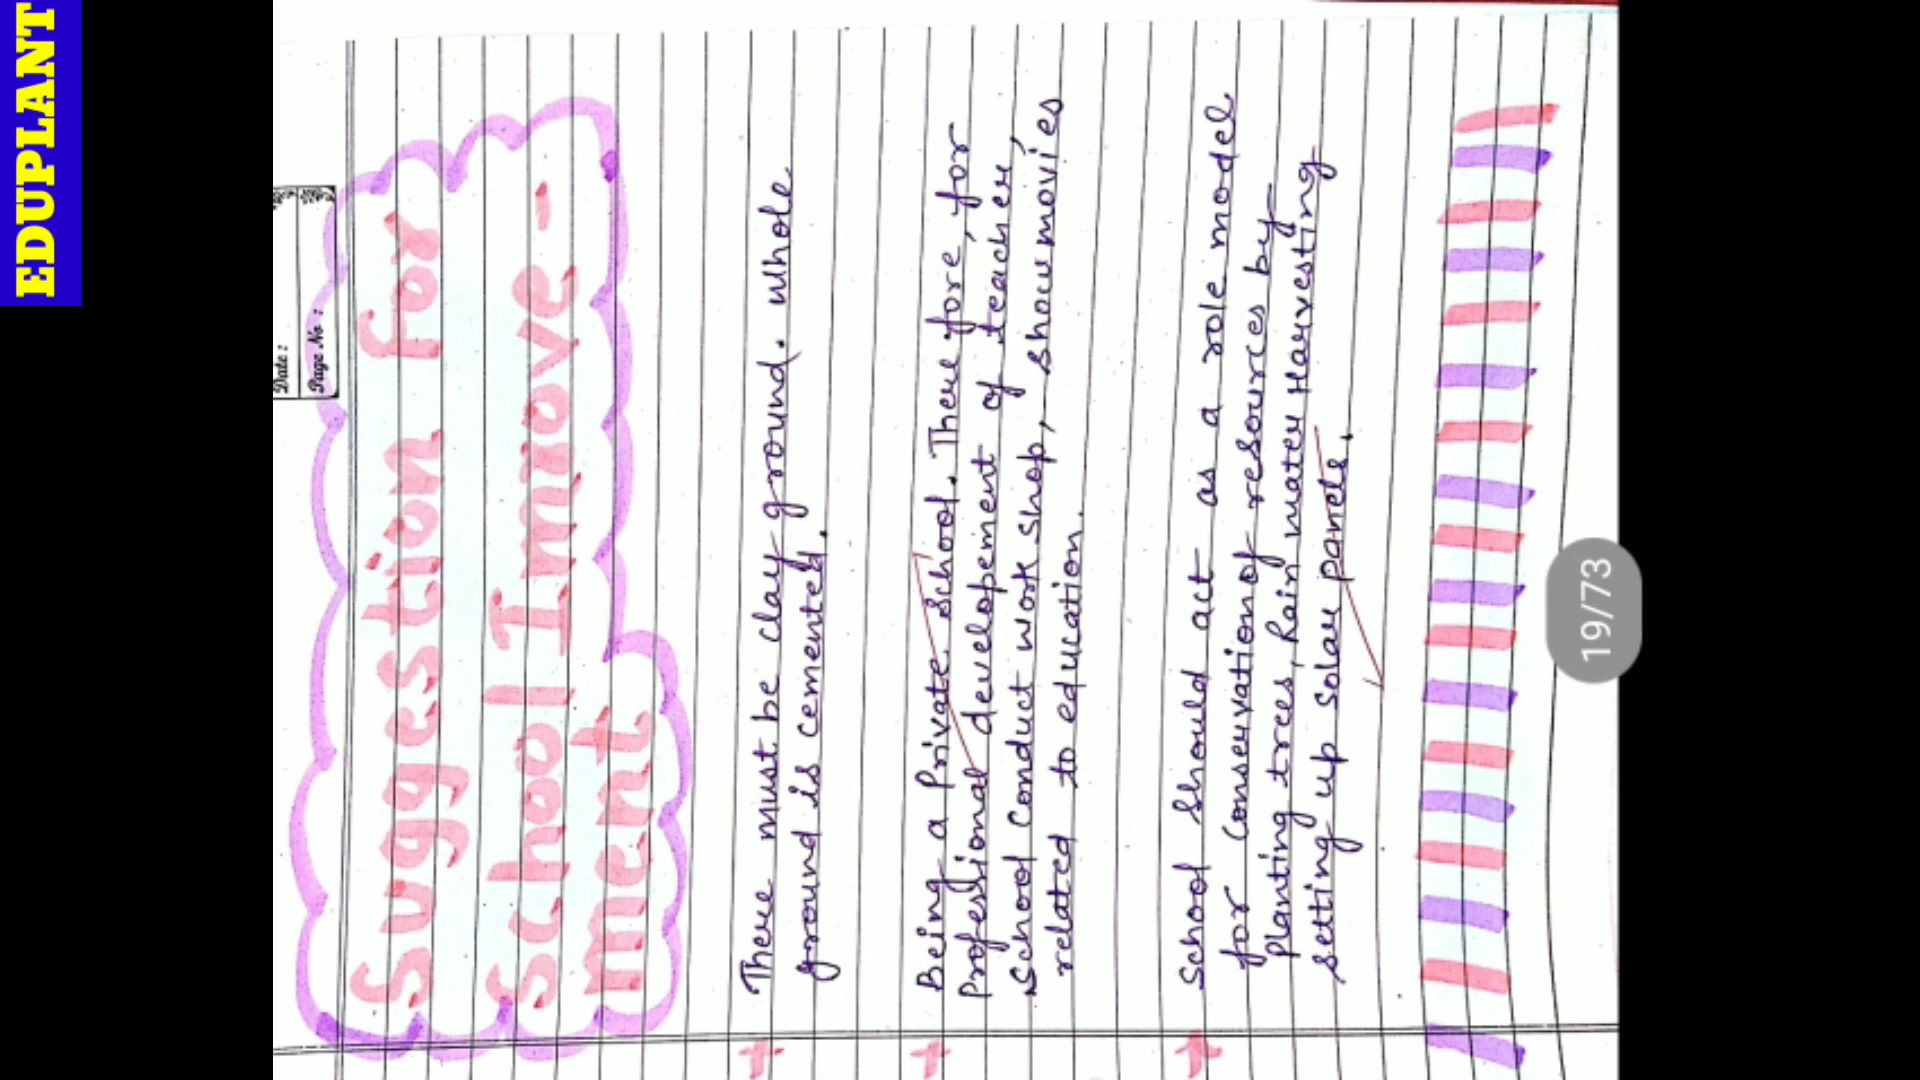 EDUPLANT
Date :
Page No :
Suggestion for
School Imrove -
ment
There must be clay ground. whole
ground is cemented.
Being a Private School. There fore, for
Professional developement of teacher,
School Conduct work shop, show movies
related to education.
School Should act as a role model
for Conservation of resources by
Planting trees, Rain water Harvesting
Setting up Solar panels.
19/73